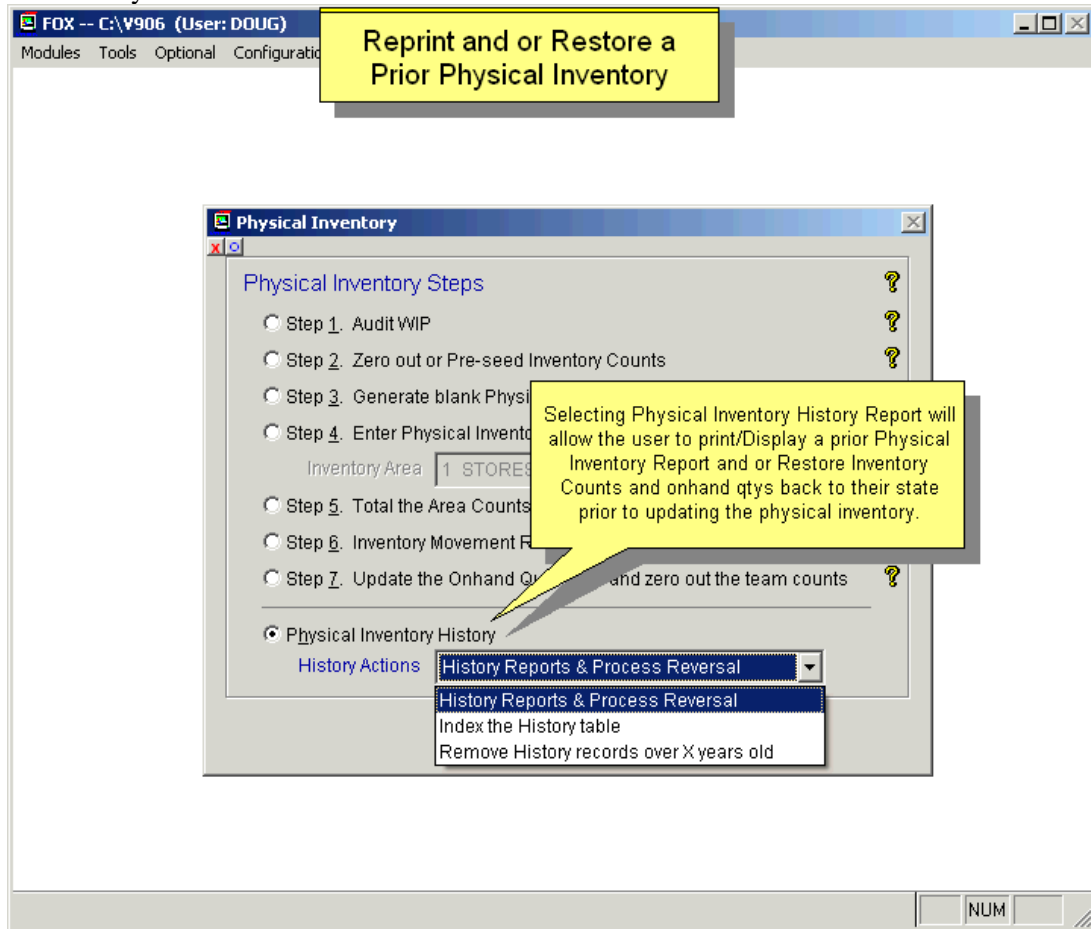 FOX -- C:\V906 (User: DOUG)
Modules Tools Optional
Reprint and or Restore a
Prior Physical Inventory
Physical Inventory
Physical Inventory Steps
Step 1. Audit WIP
Step 2. Zero out or Pre-seed Inventory Counts
Step 3. Generate blank
Step 4. Enter Physical
Inventory Area 1 STORES
Step 5. Total the Area Counts
Step 6. Inventory Movement
Step 7. Update the Onhand and zero out the team counts
Selecting Physical Inventory History Report will
allow the user to print/Display a prior Physical
Inventory Report and or Restore Inventory
Counts and onhand qtys back to their state
prior to updating the physical inventory.
Physical Inventory History
History Actions History Reports & Process Reversal
History Reports & Process Reversal
Index the History table
Remove History records over X years old
NUM